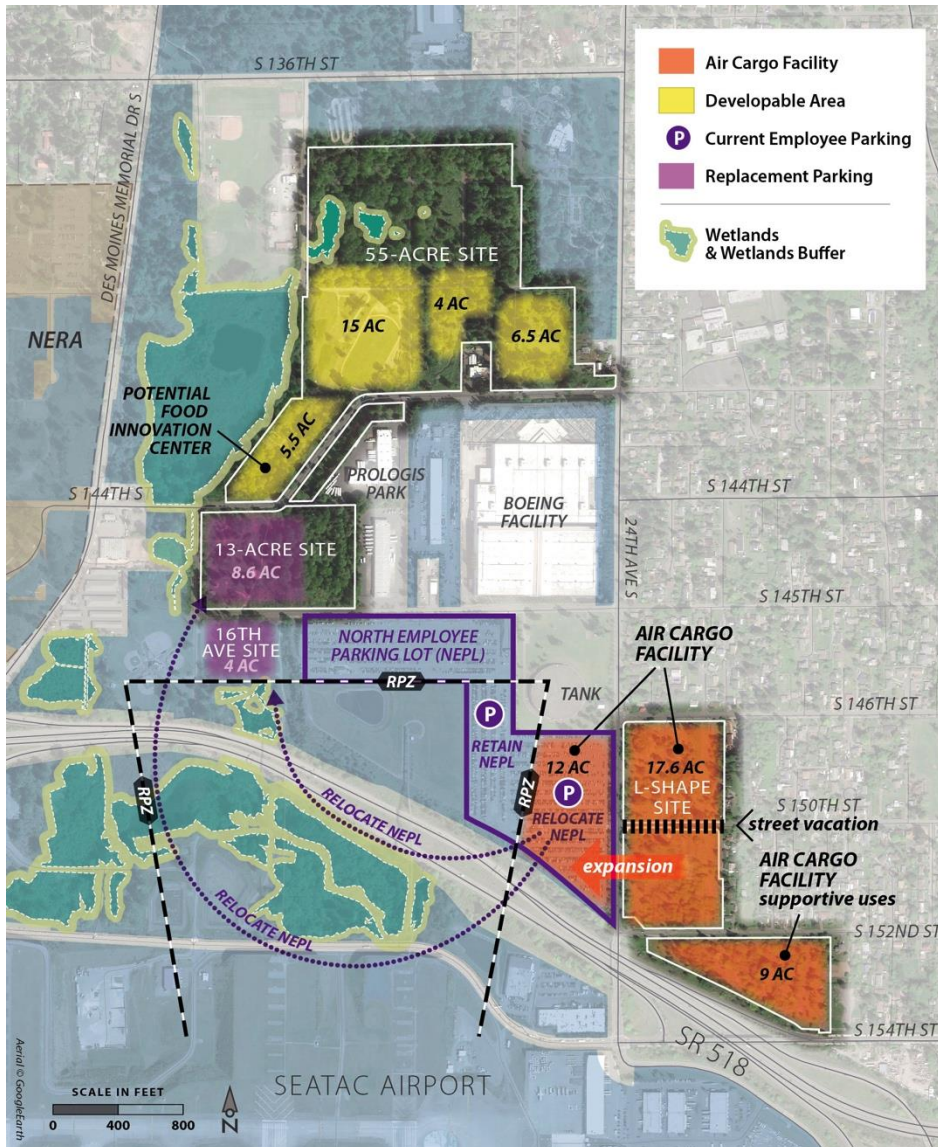 S 136TH ST
DES MOINES MEMORIAL DR S
Air Cargo Facility
Developable Area
P
Current Employee Parking
Replacement Parking
Wetlands
& Wetlands Buffer
55-ACRE SITE
15 AC
4 AC
6.5 AC
NERA
POTENTIAL
FOOD
INNOVATION
CENTER
5.5 AC
PROLOGIS
PARK
BOEING
FACILITY
S 144TH S
S 144TH ST
24TH AVE S
13-ACRE SITE
8.6 AC
S 145TH ST
16TH
AVE SITE
4 AC
NORTH EMPLOYEE
PARKING LOT (NEPL)
AIR CARGO
FACILITY
RPZ
TANK
S 146TH ST
P
RETAIN
NEPL
12 AC
P
RELOCATE
NEPL
17.6 AC
L-SHAPE
SITE
RPZ
RPZ
RELOCATE NEPL
S 150TH ST
street vacation
expansion
AIR CARGO
FACILITY
supportive uses
RELOCATE NEPL
S 152ND ST
9 AC
SR 518
S 154TH ST
SEATAC AIRPORT
Aerial © GoogleEarth
SCALE IN FEET
0 400 800
N